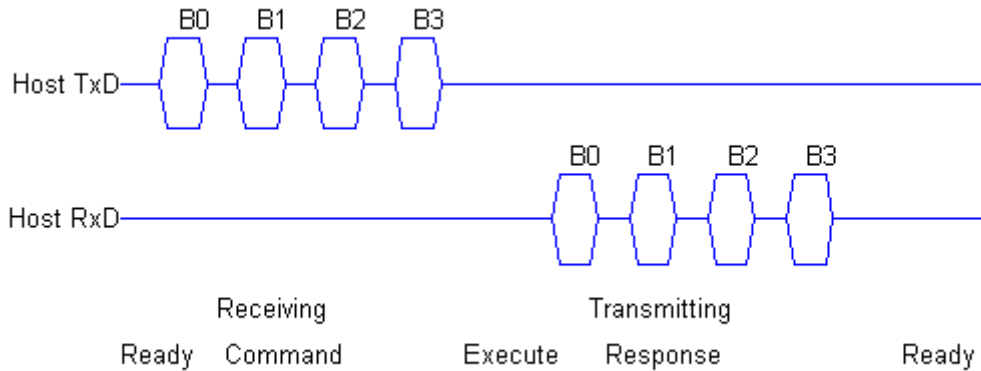 B0 B1 B2 B3
Host TxD
B0 B1 B2 B3
Host RxD
Receiving Transmitting
Ready Command Execute Response Ready